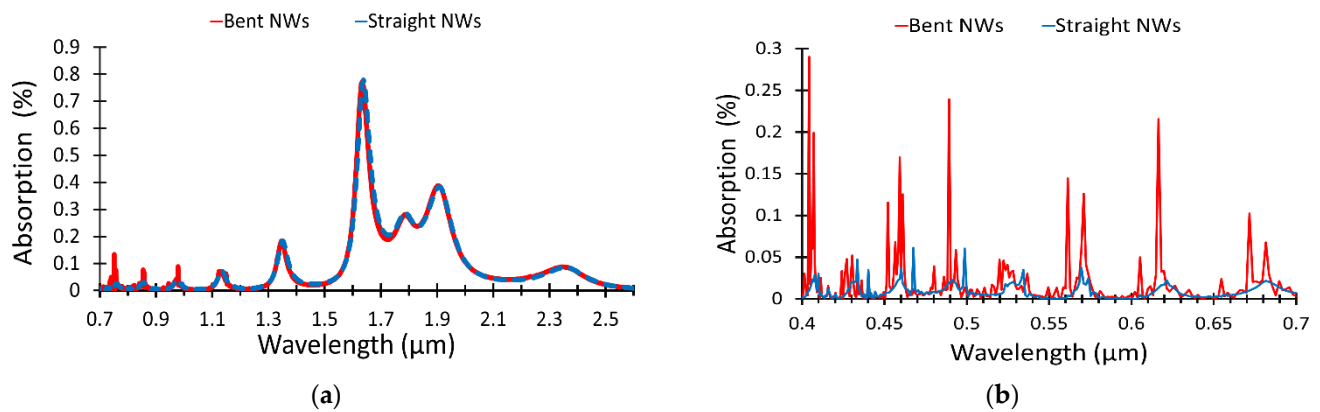 Bent NWs Straight NWs
0.9
0.8
0.7
0.6
0.5
0.4
0.3
0.2
0.1
0
Absorption (%)
0.7 0.9 1.1 1.3 1.5 1.7 1.9 2.1 2.3 2.5
Wavelength (μm)
(a)
Bent NWs Straight NWs
0.3
0.25
0.2
0.15
0.1
0.05
0
Absorption (%)
0.4 0.45 0.5 0.55 0.6 0.65 0.7
Wavelength (μm)
(b)